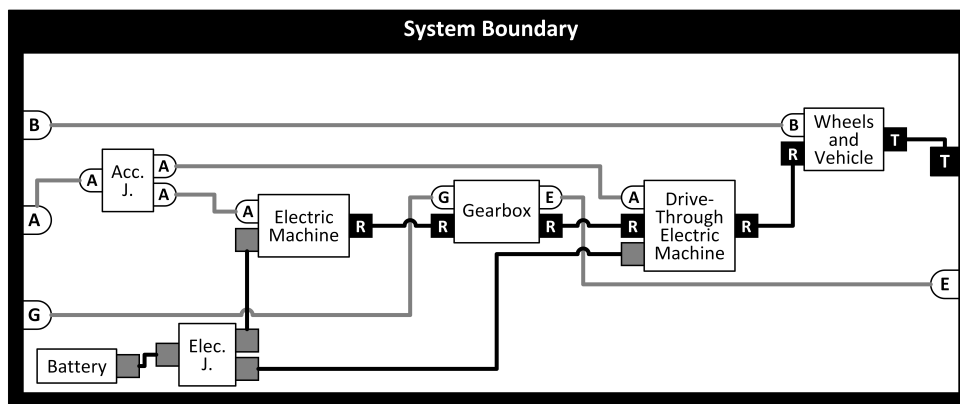 System Boundary
B
B
Wheels
and
Vehicle
T
T
R
A
A
Acc.
J.
A
A
A
Electric
Machine
R
G
R
Gearbox
E
R
A
R
Drive-
Through
Electric
Machine
R
E
G
Battery
Elec.
J.